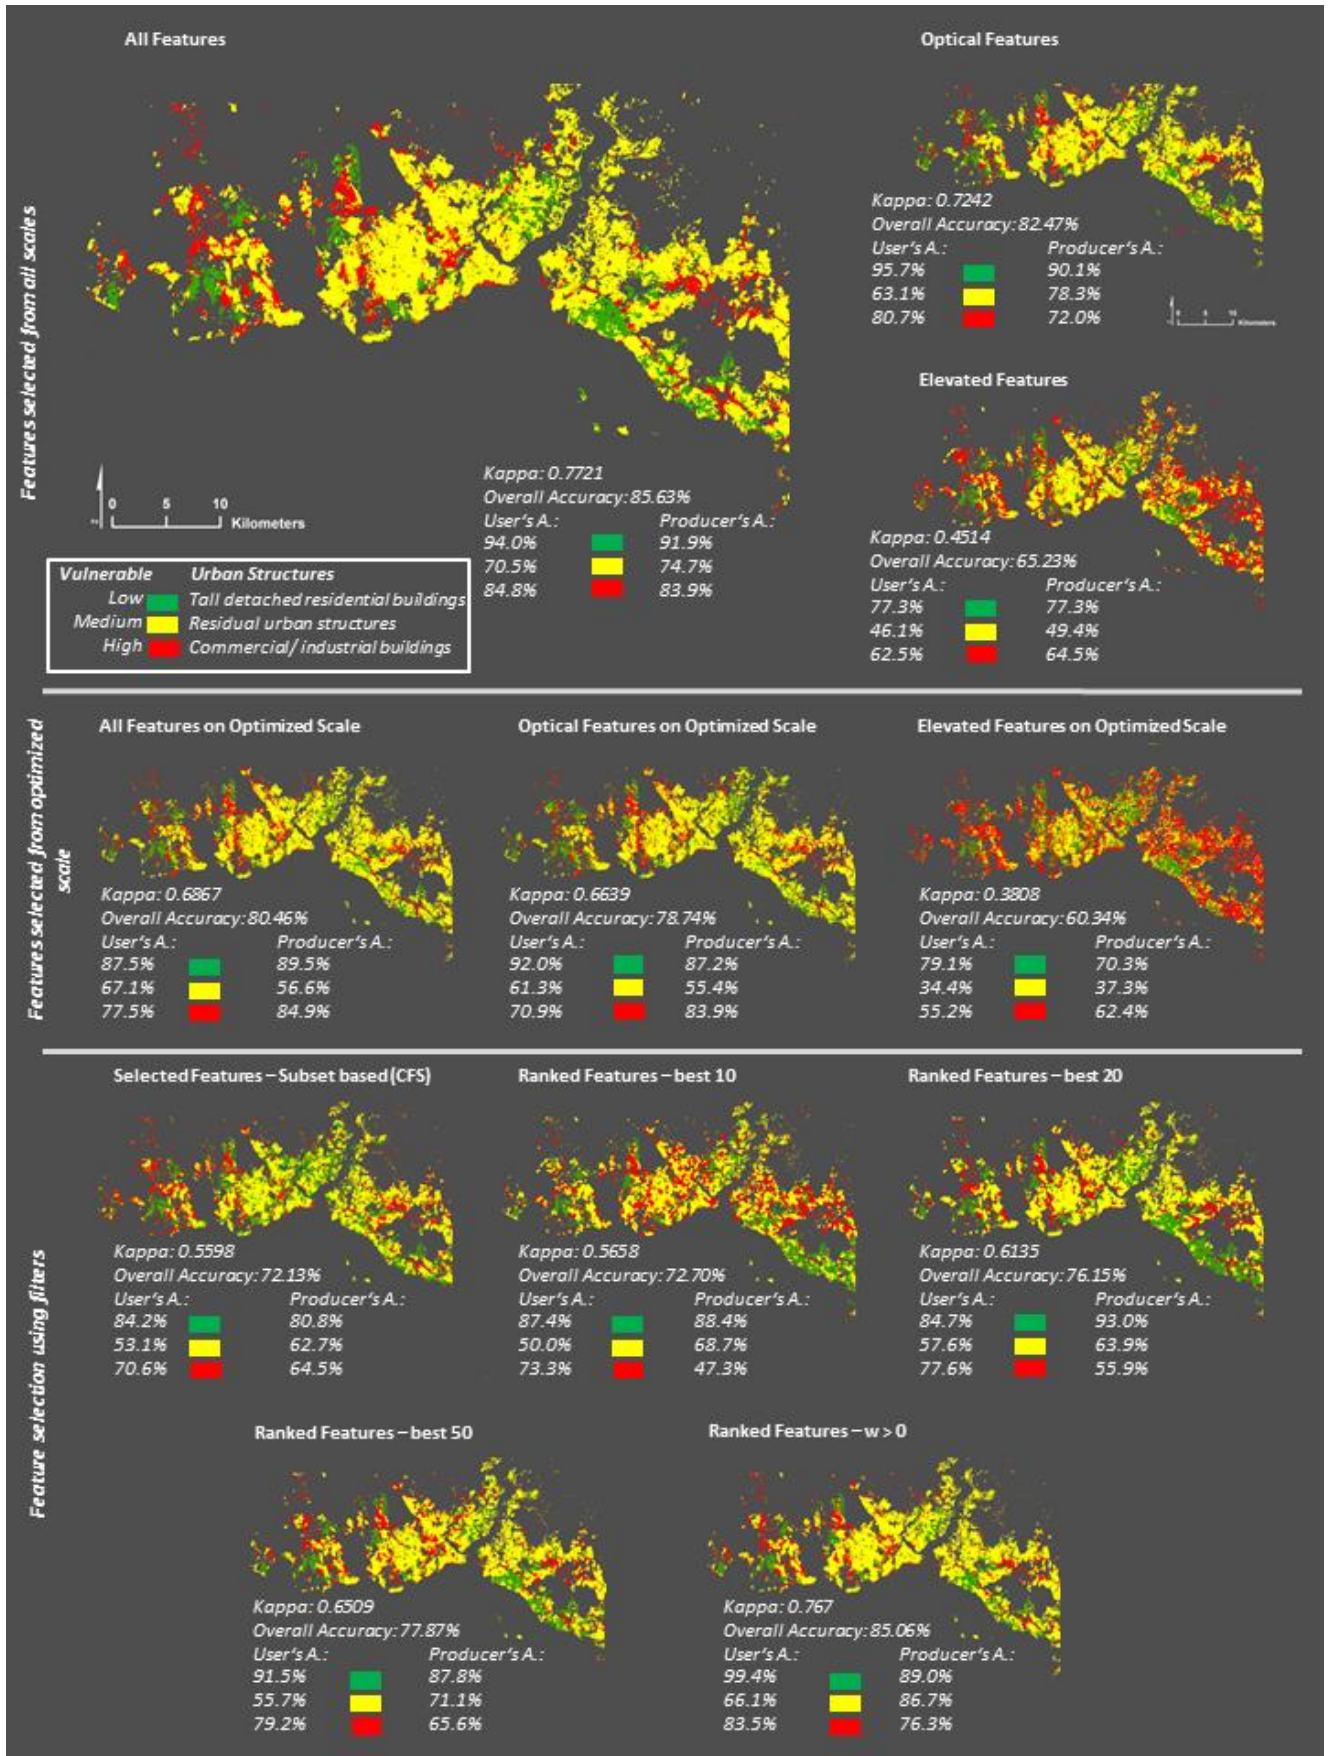 All Features
Optical Features
Features selected from all scales
Kappa: 0.7242
Overall Accuracy: 82.47%
User's A.: Producer's A.:
95.7% 90.1%
63.1% 78.3%
80.7% 72.0%
0 5 10
Kilometers
Elevated Features
Kappa: 0.4514
Overall Accuracy: 65.23%
User's A.: Producer's A.:
77.3% 77.3%
46.1% 49.4%
62.5% 64.5%
Kappa: 0.7721
Overall Accuracy: 85.63%
User's A.: Producer's A.:
94.0% 91.9%
70.5% 74.7%
84.8% 83.9%
0 5 10
Kilometers
Vulnerable Urban Structures
Low Tall detached residential buildings
Medium Residual urban structures
High Commercial/ industrial buildings
Features selected from optimized
scale
All Features on Optimized Scale
Kappa: 0.6867
Overall Accuracy: 80.46%
User's A.: Producer's A.:
87.5% 89.5%
67.1% 56.6%
77.5% 84.9%
Optical Features on Optimized Scale
Kappa: 0.6639
Overall Accuracy: 78.74%
User's A.: Producer's A.:
92.0% 87.2%
61.3% 55.4%
70.9% 83.9%
Elevated Features on Optimized Scale
Kappa: 0.3808
Overall Accuracy: 60.34%
User's A.: Producer's A.:
79.1% 70.3%
34.4% 37.3%
55.2% 62.4%
Feature selection using filters
Selected Features – Subset based (CFS)
Kappa: 0.5598
Overall Accuracy: 72.13%
User's A.: Producer's A.:
84.2% 80.8%
53.1% 62.7%
70.6% 64.5%
Ranked Features – best 10
Kappa: 0.5658
Overall Accuracy: 72.70%
User's A.: Producer's A.:
87.4% 88.4%
50.0% 68.7%
73.3% 47.3%
Ranked Features – best 20
Kappa: 0.6135
Overall Accuracy: 76.15%
User's A.: Producer's A.:
84.7% 93.0%
57.6% 63.9%
77.6% 55.9%
Ranked Features – best 50
Kappa: 0.6509
Overall Accuracy: 77.87%
User's A.: Producer's A.:
91.5% 87.8%
55.7% 71.1%
79.2% 65.6%
Ranked Features – w > 0
Kappa: 0.767
Overall Accuracy: 85.06%
User's A.: Producer's A.:
99.4% 89.0%
66.1% 86.7%
83.5% 76.3%